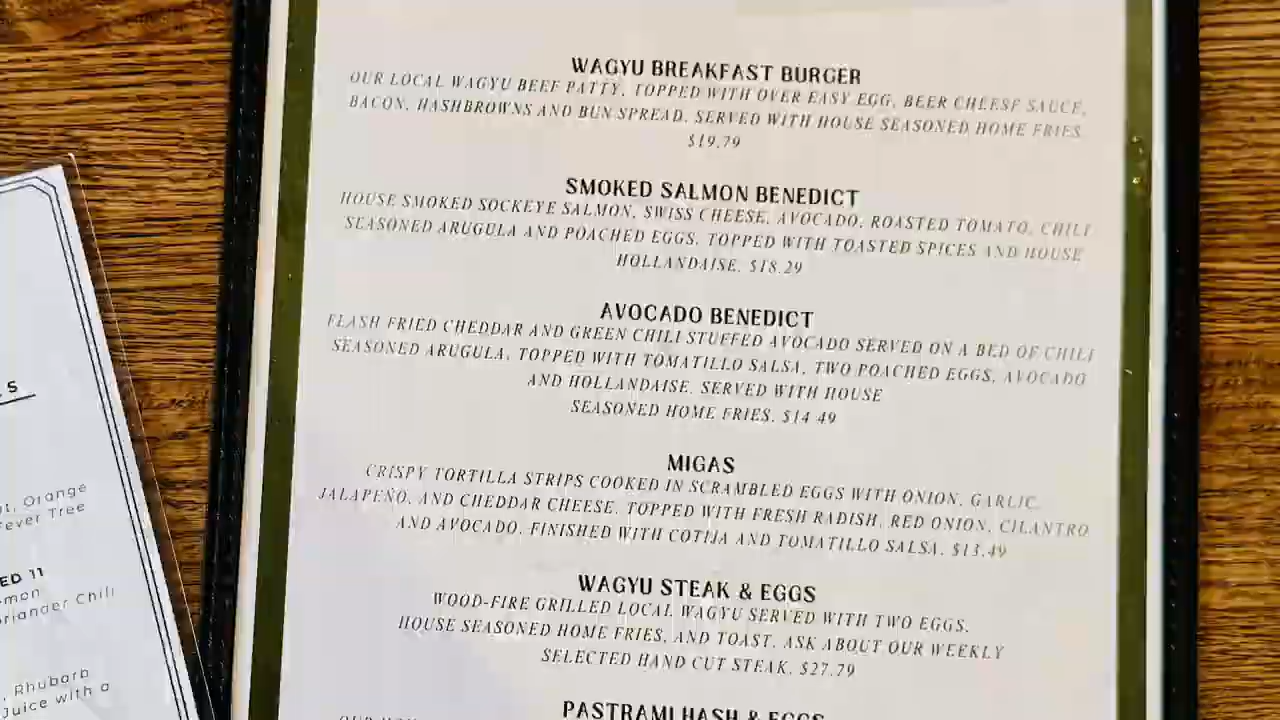 WAGYU BREAKFAST BURGER
OUR LOCAL WAGYU BEEF PATTY, TOPPED WITH OVER EASY EGG, BEER CHEESE SAUCE,
BACON, HASHBROWNS AND BUN SPREAD. SERVED WITH HOUSE SEASONED HOME FRIES.
$19.79
SMOKED SALMON BENEDICT
HOUSE SMOKED SOCKEYE SALMON, SWISS CHEESE, AVOCADO, ROASTED TOMATO, CHILI
SEASONED ARUGULA AND POACHED EGGS. TOPPED WITH TOASTED SPICES AND HOUSE
HOLLANDAISE. $18.29
AVOCADO BENEDICT
FLASH FRIED CHEDDAR AND GREEN CHILI STUFFED AVOCADO SERVED ON A BED OF CHILI
SEASONED ARUGULA, TOPPED WITH TOMATILLO SALSA, TWO POACHED EGGS, AVOCADO
AND HOLLANDAISE. SERVED WITH HOUSE
SEASONED HOME FRIES. $14.49
MIGAS
CRISPY TORTILLA STRIPS COOKED IN SCRAMBLED EGGS WITH ONION, GARLIC,
JALAPEÑO, AND CHEDDAR CHEESE. TOPPED WITH FRESH RADISH, RED ONION, CILANTRO
AND AVOCADO. FINISHED WITH COTIJA AND TOMATILLO SALSA. $13.49
WAGYU STEAK & EGGS
WOOD-FIRE GRILLED LOCAL WAGYU SERVED WITH TWO EGGS,
HOUSE SEASONED HOME FRIES, AND TOAST. ASK ABOUT OUR WEEKLY
SELECTED HAND CUT STEAK. $27.79
PASTRAMI HASH & EGGS
Orange
Fever Tree
11
Chili
Rhubarb
Juice with a